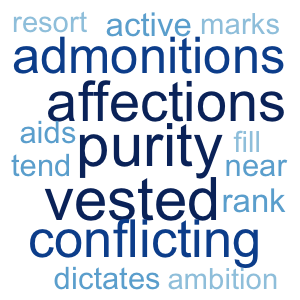 resort active marks
admonitions
affections
aids purity fill
tend near
vested rank
conflicting
dictates ambition